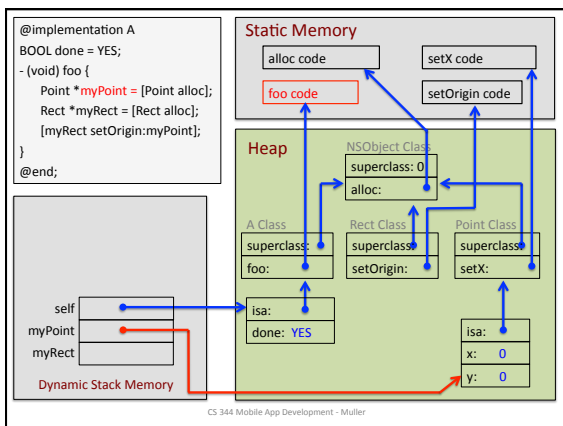 @implementation A
BOOL done = YES;
- (void) foo {
Point *myPoint = [Point alloc];
Rect *myRect = [Rect alloc];
[myRect setOrigin:myPoint];
}
@end;
Static Memory
alloc code
setX code
foo code
setOrigin code
Heap
NSObject Class
superclass: 0
alloc:
A Class
superclass:
foo:
Rect Class
superclass:
setOrigin:
Point Class
superclass:
setX:
self
myPoint
myRect
Dynamic Stack Memory
isa:
done: YES
isa:
x: 0
y: 0
CS 344 Mobile App Development - Muller